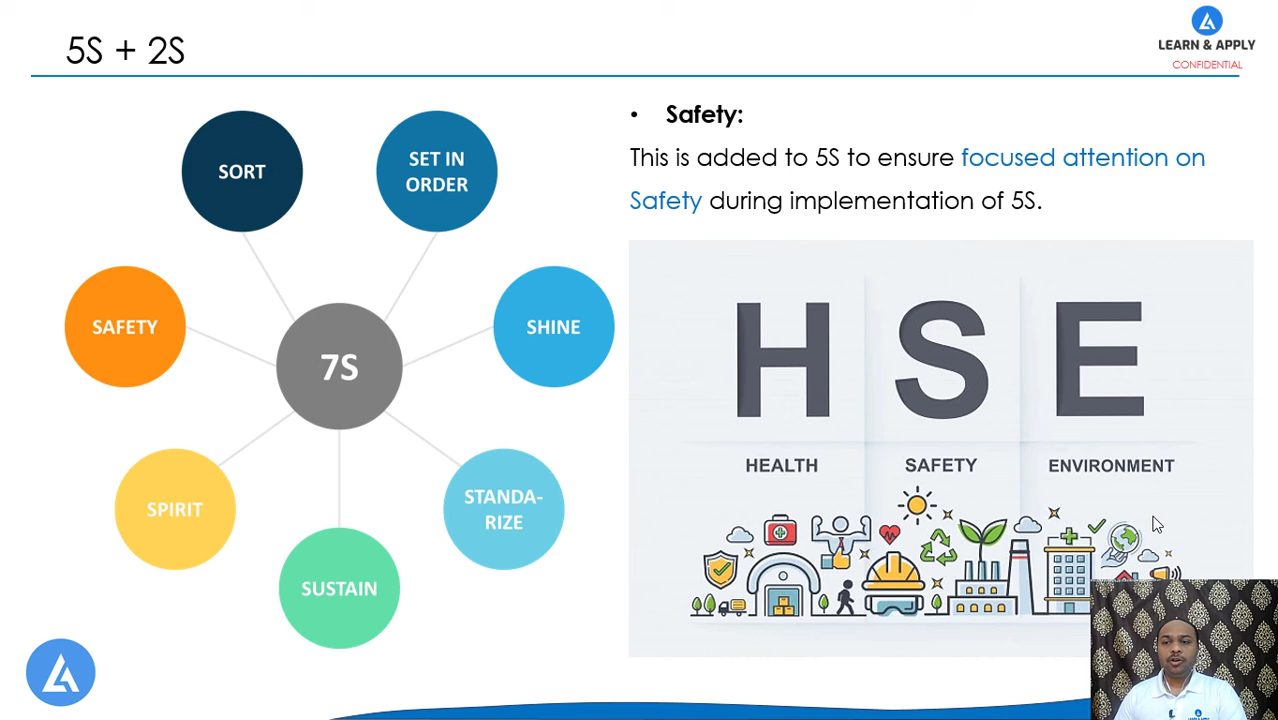 5S + 2S
LEARN & APPLY
CONFIDENTIAL
SORT
SET IN
ORDER
SAFETY
SHINE
7S
SPIRIT
STANDA-
RIZE
SUSTAIN
• Safety:
This is added to 5S to ensure focused attention on
Safety during implementation of 5S.
H S E
HEALTH SAFETY ENVIRONMENT